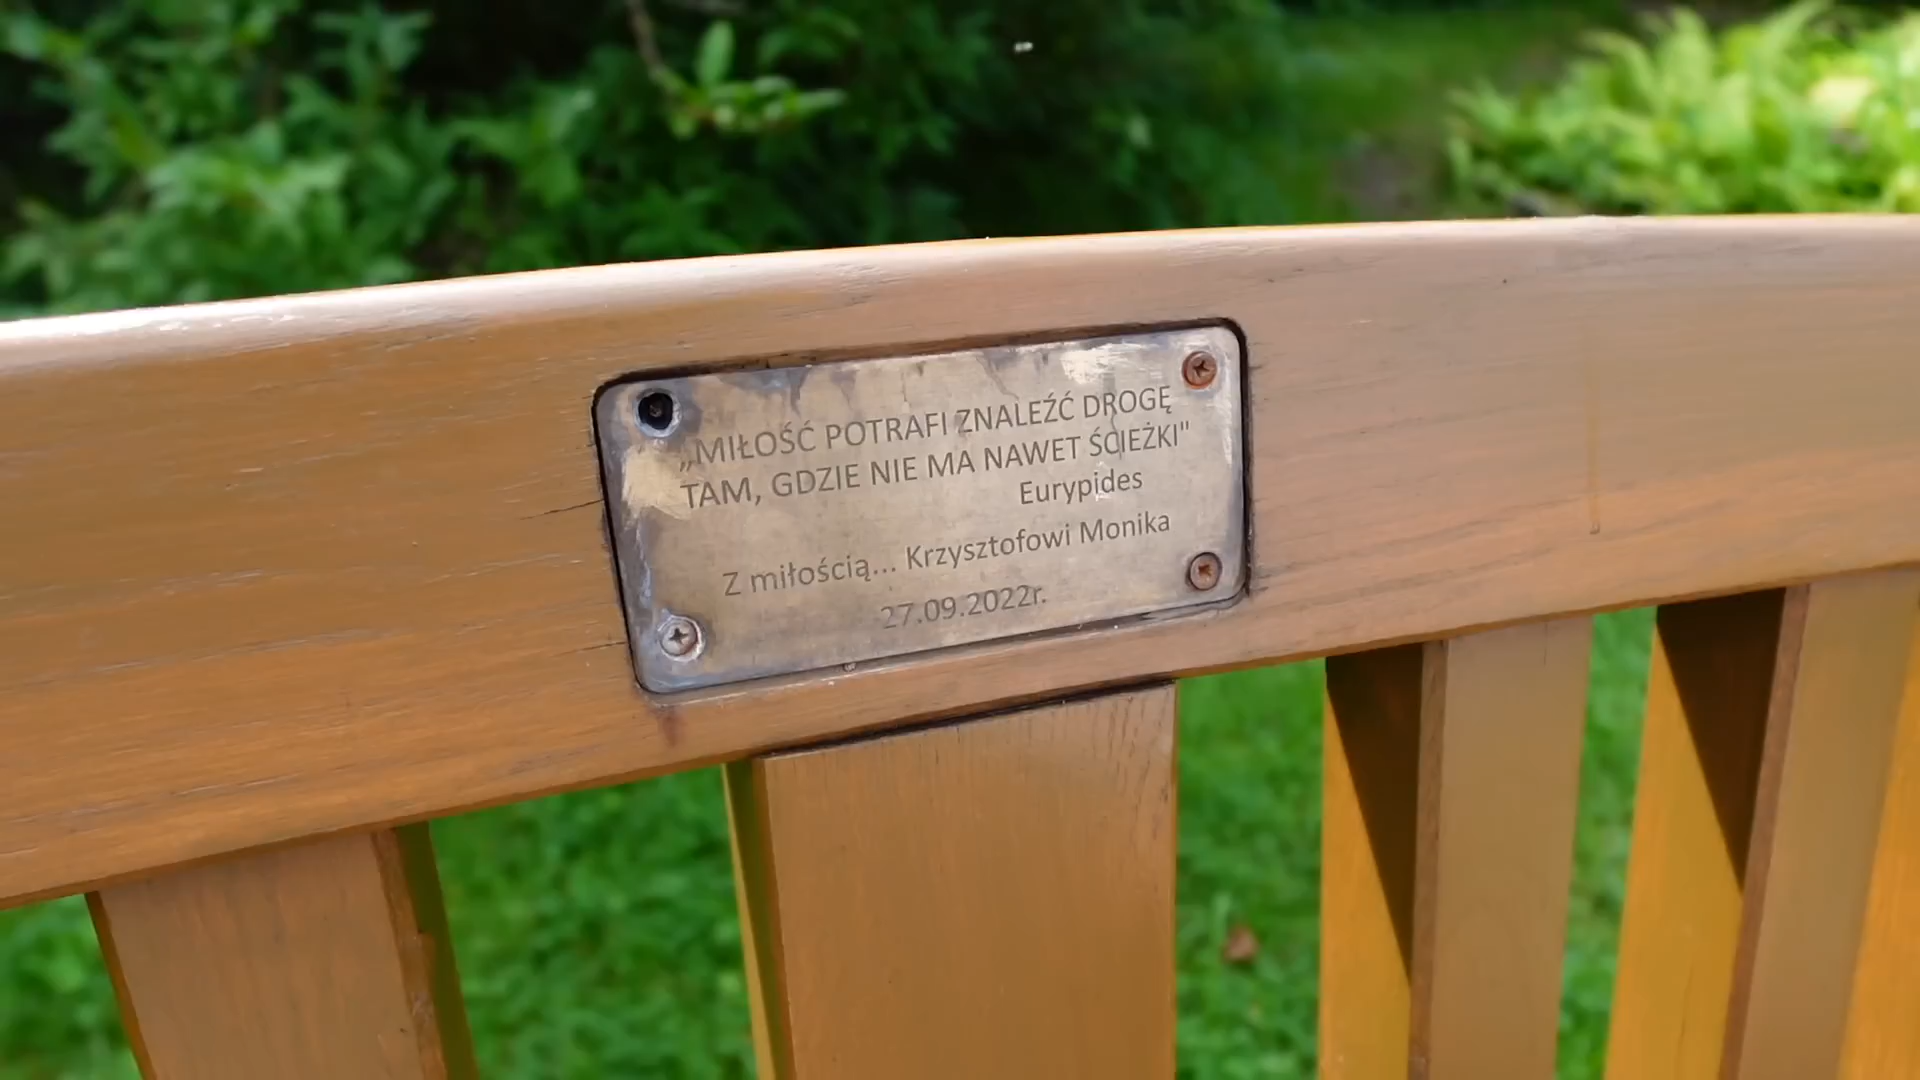 „MIŁOŚĆ POTRAFI ZNALEŹĆ DROGĘ
TAM, GDZIE NIE MA NAWET ŚCIEŻKI"
Eurypides
Z miłością... Krzysztofowi Monika
27.09.2022r.